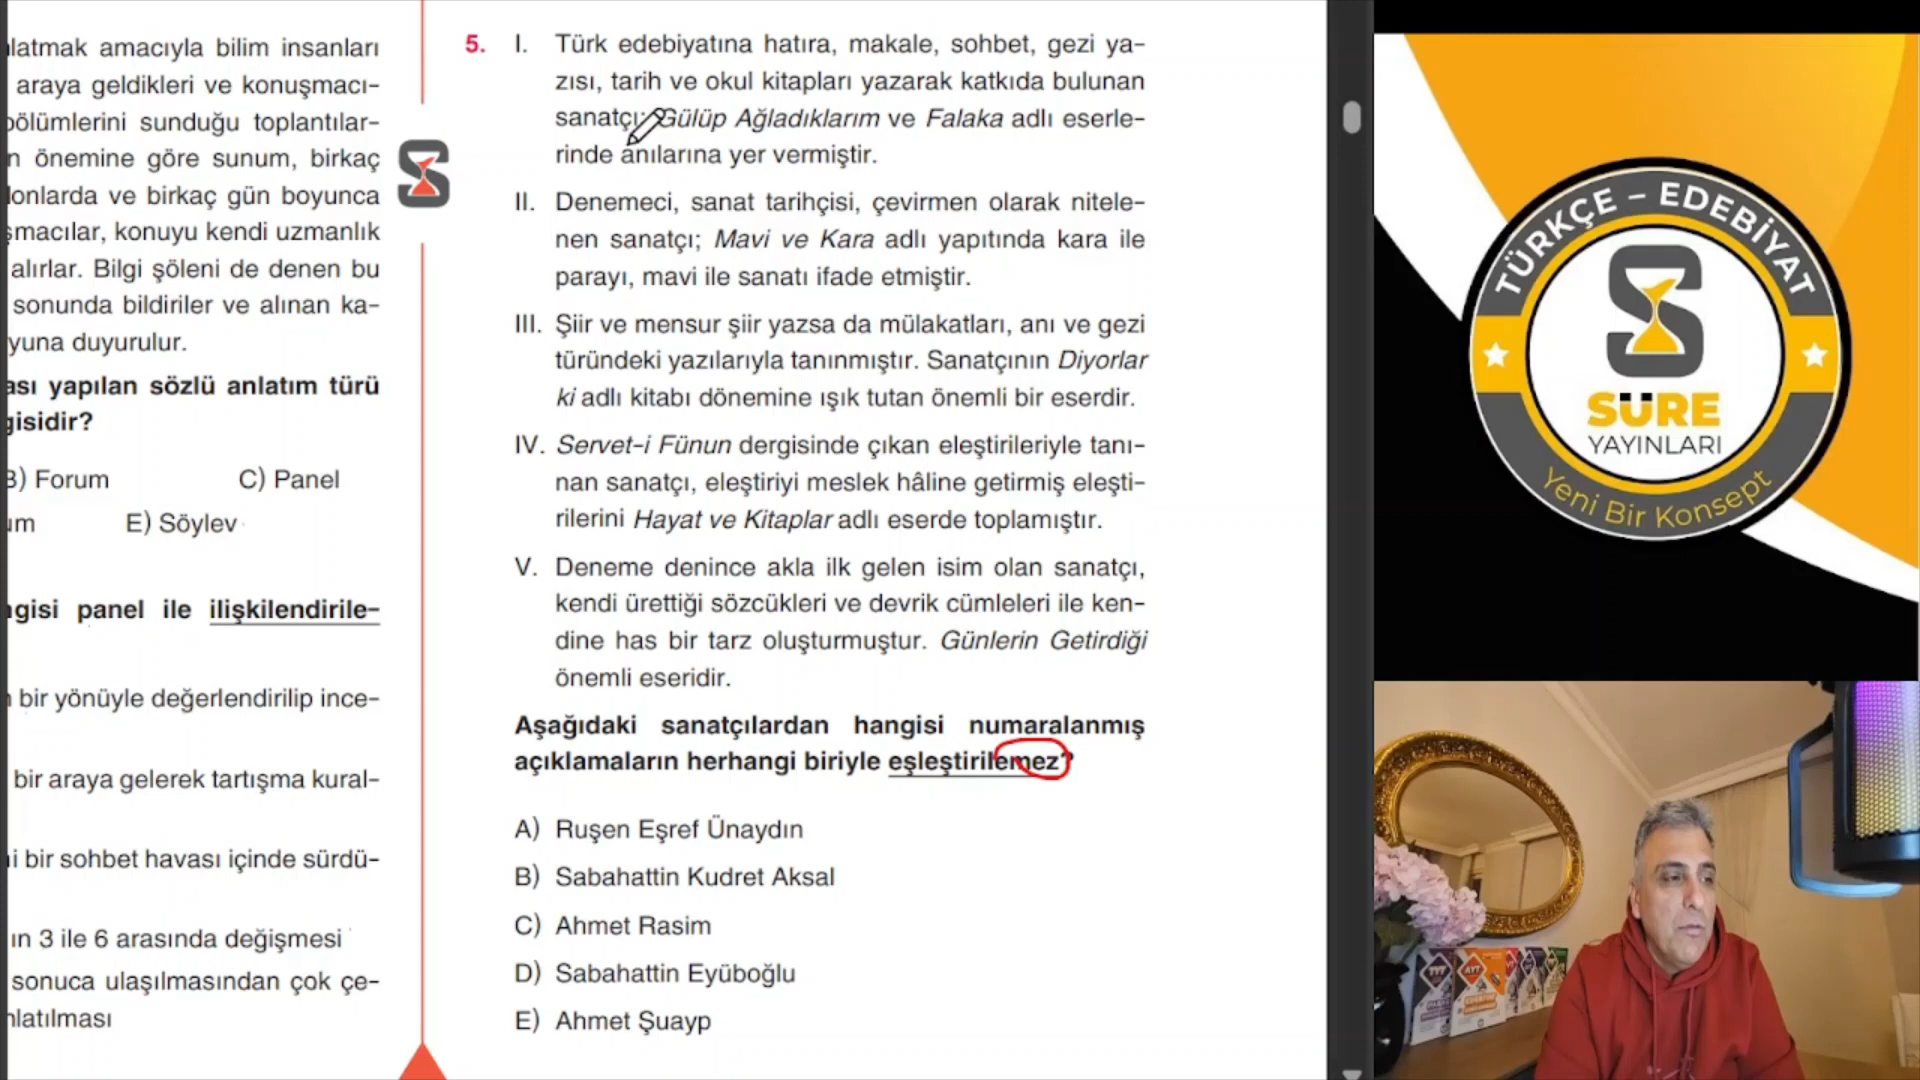 latmak amacıyla bilim insanları
araya geldikleri ve konuşmacı-
bölümlerini sunduğu toplantılar-
n önemine göre sunum, birkaç
lonlarda ve birkaç gün boyunca
şmacılar, konuyu kendi uzmanlık
alırlar. Bilgi şöleni de denen bu
sonunda bildiriler ve alınan ka-
yuna duyurulur.
ası yapılan sözlü anlatım türü
gisidir?
B) Forum C) Panel
um E) Söylev
ngisi panel ile ilişkilendirile-
bir yönüyle değerlendirilip ince-
bir araya gelerek tartışma kural-
i bir sohbet havası içinde sürdü-
ın 3 ile 6 arasında değişmesi
sonuca ulaşılmasından çok çe-
nlatılması
5. I. Türk edebiyatına hatıra, makale, sohbet, gezi ya-
zısı, tarih ve okul kitapları yazarak katkıda bulunan
sanatçı; Gülüp Ağladıklarım ve Falaka adlı eserle-
rinde anılarına yer vermiştir.
II. Denemeci, sanat tarihçisi, çevirmen olarak nitele-
nen sanatçı; Mavi ve Kara adlı yapıtında kara ile
parayı, mavi ile sanatı ifade etmiştir.
III. Şiir ve mensur şiir yazsa da mülakatları, anı ve gezi
türündeki yazılarıyla tanınmıştır. Sanatçının Diyorlar
ki adlı kitabı dönemine ışık tutan önemli bir eserdir.
IV. Servet-i Fünun dergisinde çıkan eleştirileriyle tanı-
nan sanatçı, eleştiriyi meslek hâline getirmiş eleşti-
rilerini Hayat ve Kitaplar adlı eserde toplamıştır.
V. Deneme denince akla ilk gelen isim olan sanatçı,
kendi ürettiği sözcükleri ve devrik cümleleri ile ken-
dine has bir tarz oluşturmuştur. Günlerin Getirdiği
önemli eseridir.
Aşağıdaki sanatçılardan hangisi numaralanmış
açıklamaların herhangi biriyle eşleştirilemez?
A) Ruşen Eşref Ünaydın
B) Sabahattin Kudret Aksal
C) Ahmet Rasim
D) Sabahattin Eyüboğlu
E) Ahmet Şuayp
TÜRKÇE – EDEBİYAT
SÜRE
YAYINLARI
Yeni Bir Konsept
TYT
AYT